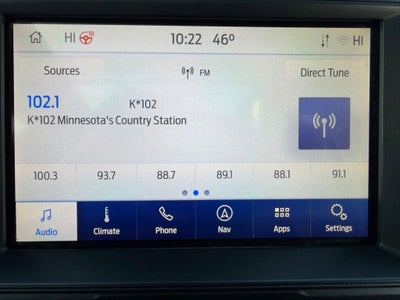 HI 10:22 46° HI
Sources FM Direct Tune
102.1 K*102
K*102 Minnesota's Country Station
100.3 93.7 88.7 89.1 88.1 91.1
Audio Climate Phone Nav Apps Settings